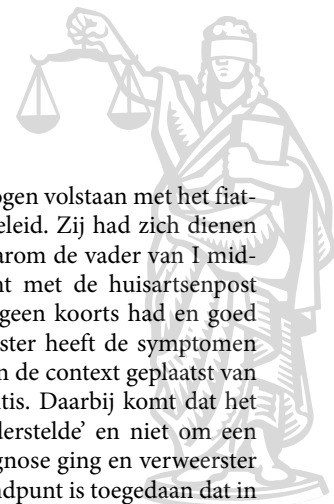 ogen volstaan met het fiat-
eleid. Zij had zich dienen
arom de vader van I mid-
t met de huisartsenpost
geen koorts had en goed
ster heeft de symptomen
n de context geplaatst van
tis. Daarbij komt dat het
lerstelde’ en niet om een
gnose ging en verweerster
ndpunt is toegedaan dat in